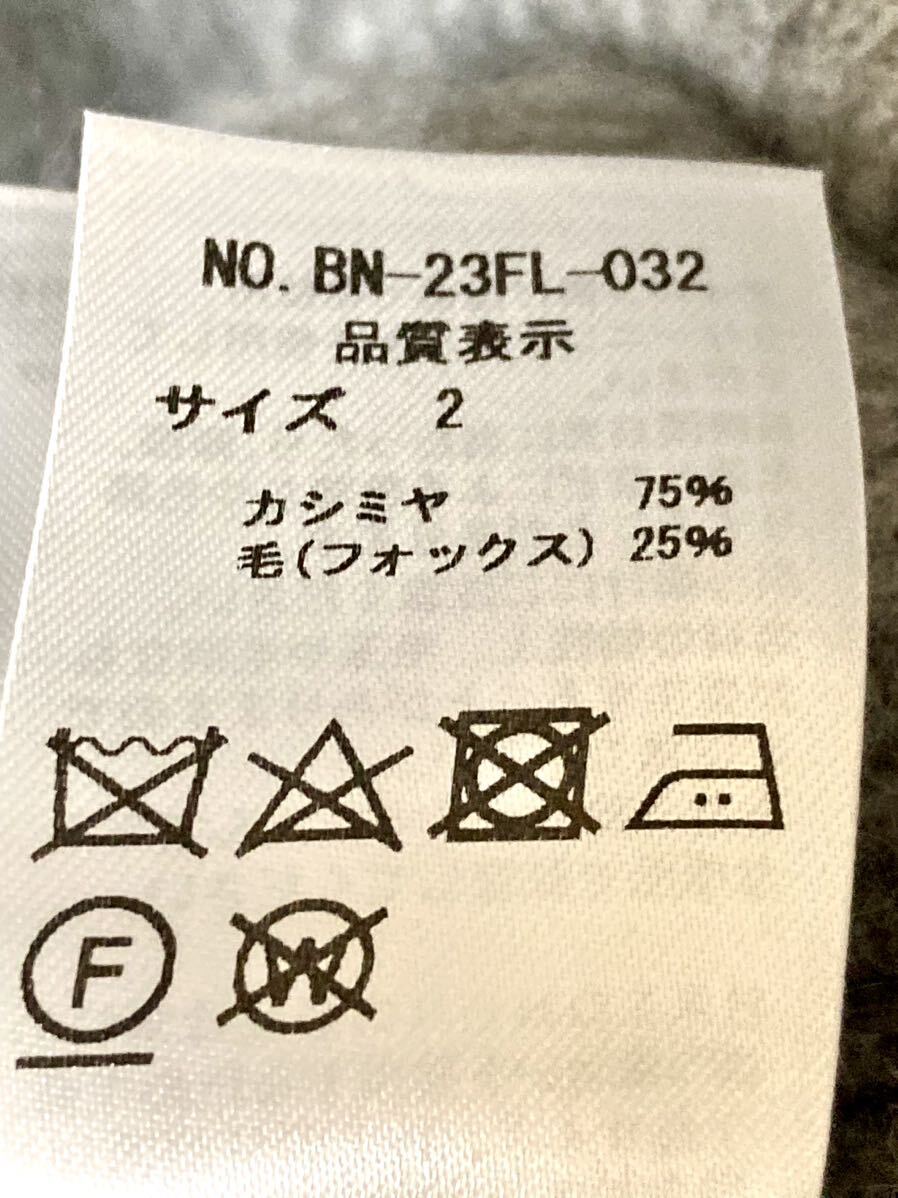 NO. BN-23FL-032
品質表示
サイズ 2
カシミヤ 75%
毛(フォックス) 25%
F
W